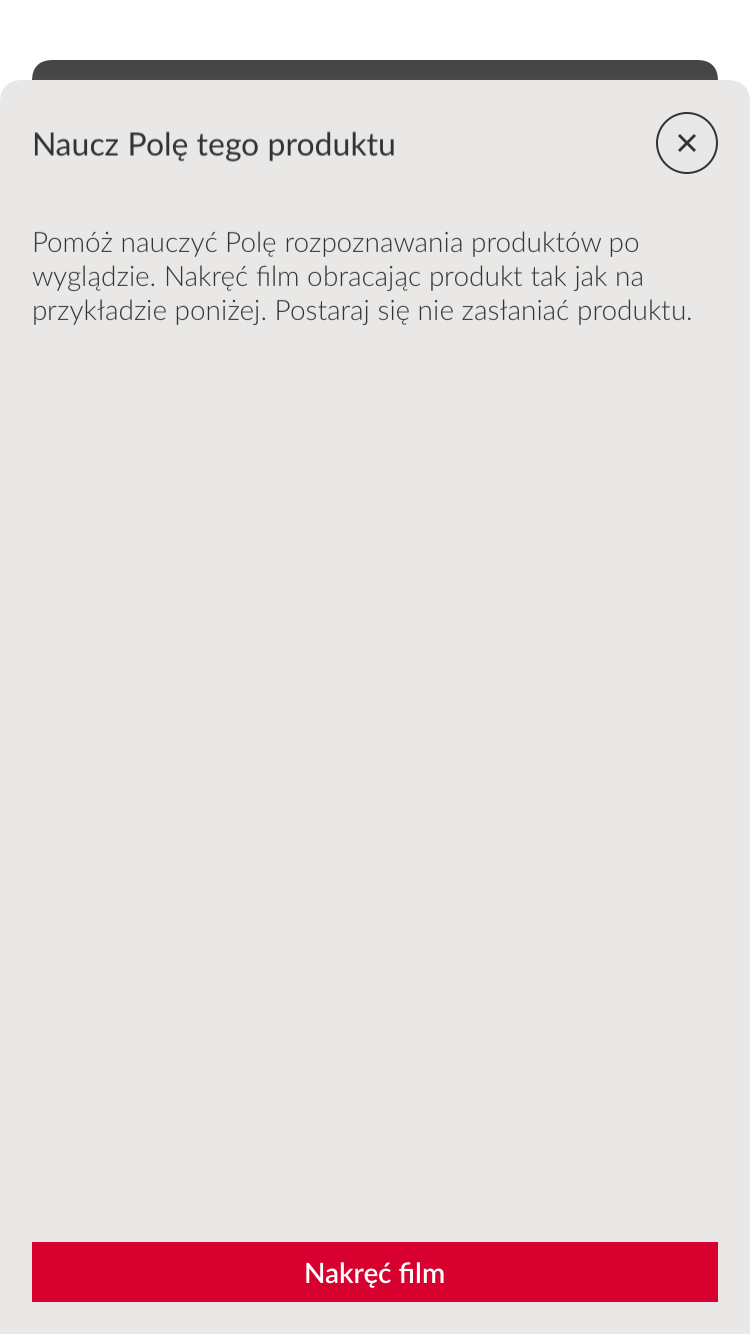 Naucz Polę tego produktu
Pomóż nauczyć Polę rozpoznawania produktów po
wyglądzie. Nakręć film obracając produkt tak jak na
przykładzie poniżej. Postaraj się nie zasłaniać produktu.
Nakręć film